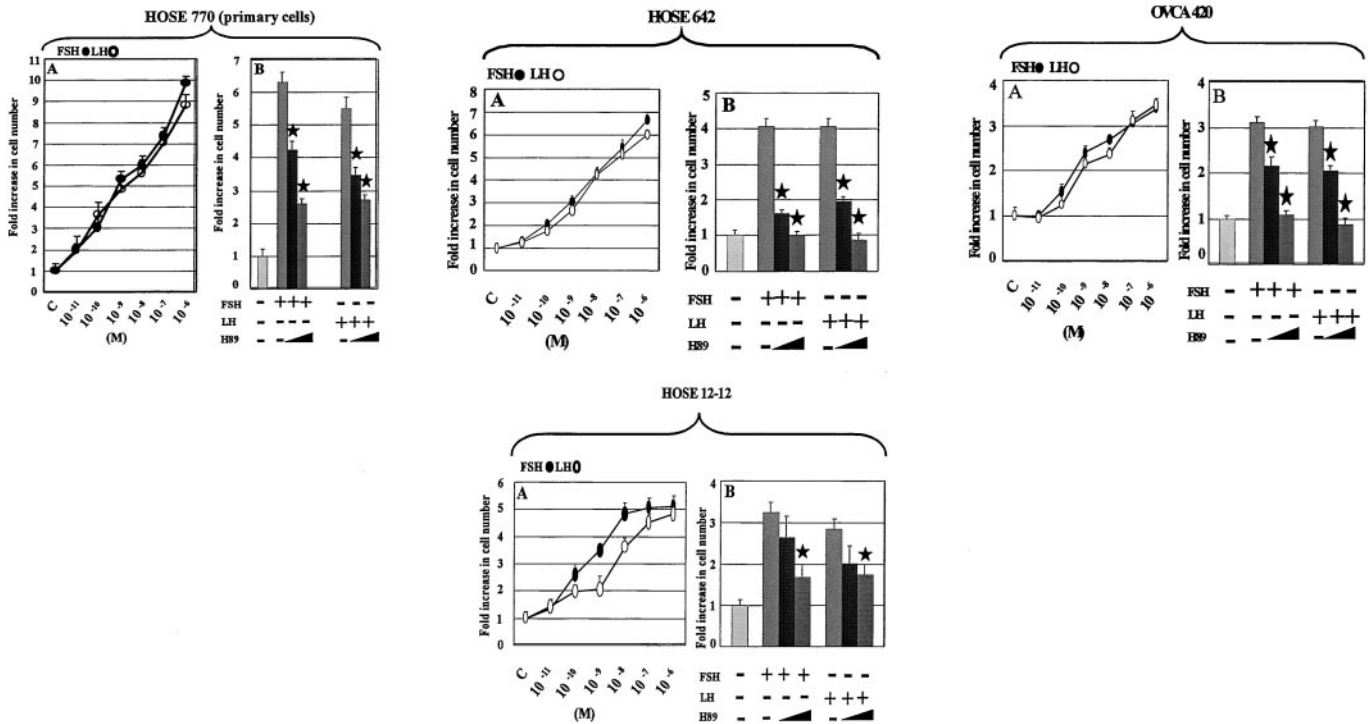 HOSE 770 (primary cells)
FSH LH
A
Fold increase in cell number
11
10
9
8
7
6
5
4
3
2
1
0
C 10 -11 10 -10 10 -9 10 -8 10 -7 10 -6
(M)
B
Fold increase in cell number
7
6
5
4
3
2
1
0
FSH - + + + - - -
LH - - - - + + +
H89 - - -
HOSE 642
FSH LH
A
Fold increase in cell number
8
7
6
5
4
3
2
1
0
C 10 -11 10 -10 10 -9 10 -8 10 -7 10 -6
(M)
B
Fold increase in cell number
5
4
3
2
1
0
FSH - + + + - - -
LH - - - - + + +
H89 - - -
OVCA 420
FSH LH
A
Fold increase in cell number
4
3
2
1
0
C 10 -11 10 -10 10 -9 10 -8 10 -7 10 -6
(M)
B
Fold increase in cell number
4
3
2
1
0
FSH - + + + - - -
LH - - - - + + +
H89 - - -
HOSE 12-12
FSH LH
A
Fold increase in cell number
6
5
4
3
2
1
0
C 10 -11 10 -10 10 -9 10 -8 10 -7 10 -6
(M)
B
Fold increase in cell number
4
3
2
1
0
FSH - + + + - - -
LH - - - - + + +
H89 - - -